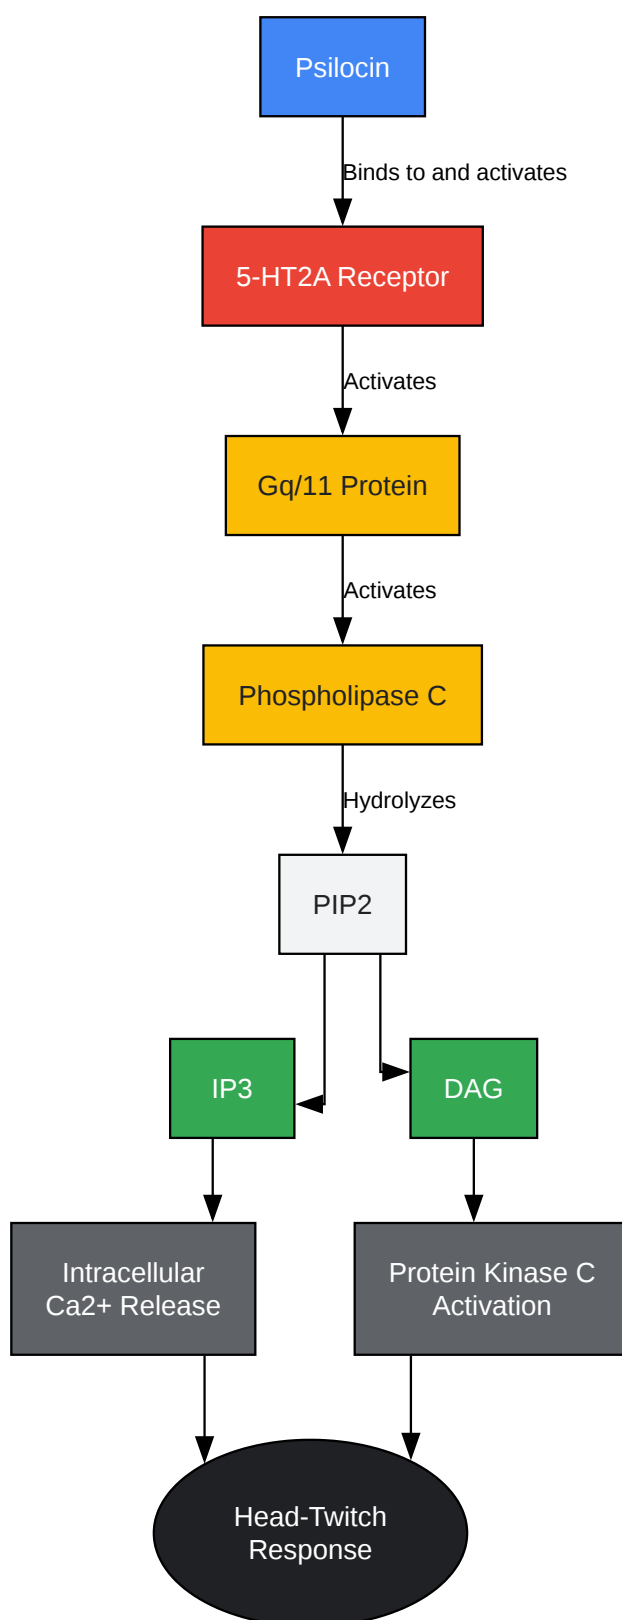 Psilocin
Binds to and activates
5-HT2A Receptor
Activates
Gq/11 Protein
Activates
Phospholipase C
Hydrolyzes
PIP2
IP3
DAG
Intracellular
Ca2+ Release
Protein Kinase C
Activation
Head-Twitch
Response